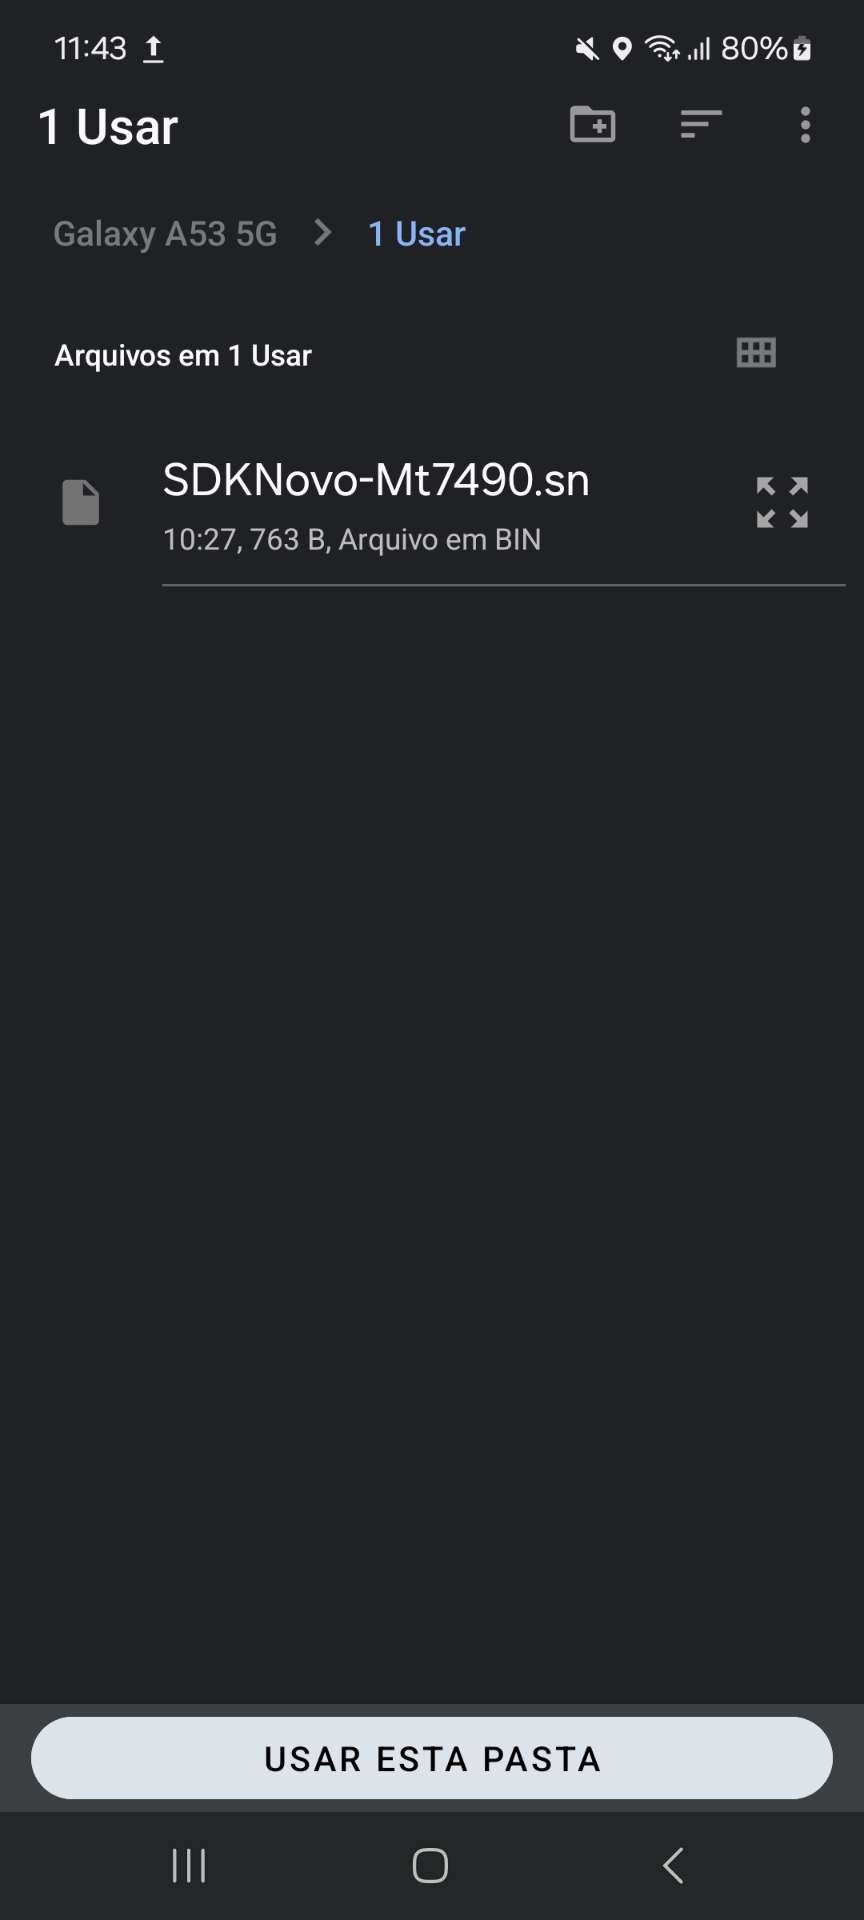 11:43
80%
1 Usar
Galaxy A53 5G > 1 Usar
Arquivos em 1 Usar
SDKNovo-Mt7490.sn
10:27, 763 B, Arquivo em BIN
USAR ESTA PASTA